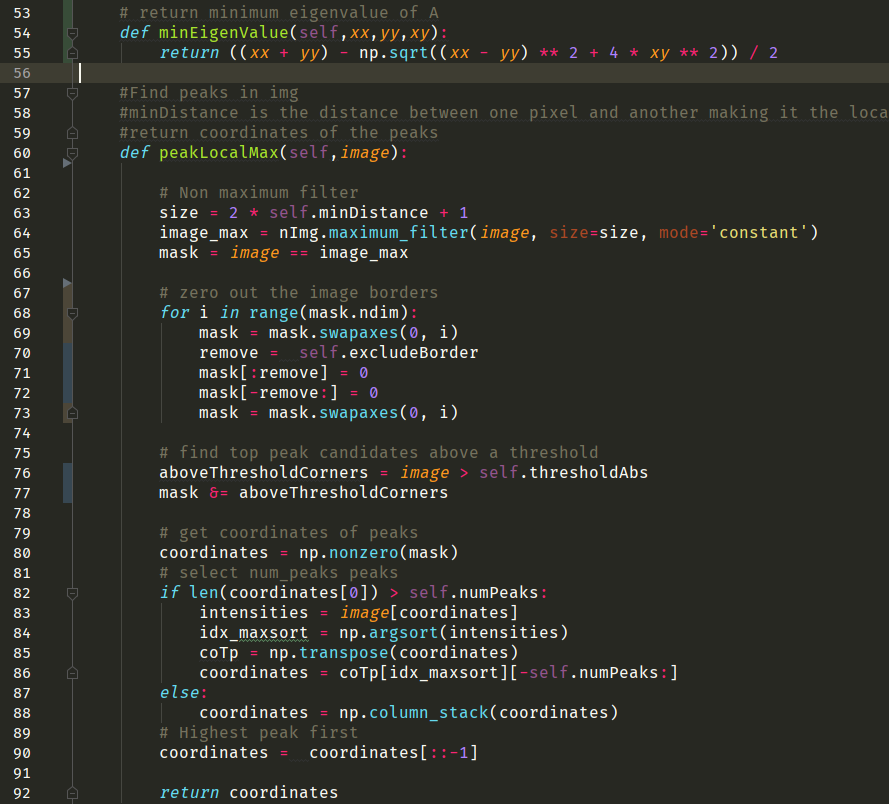 53 # return minimum eigenvalue of A
54 def minEigenValue(self,xx,yy,xy):
55 return ((xx + yy) - np.sqrt((xx - yy) ** 2 + 4 * xy ** 2)) / 2
56
57 #Find peaks in img
58 #minDistance is the distance between one pixel and another making it the loca
59 #return coordinates of the peaks
60 def peakLocalMax(self,image):
61
62 # Non maximum filter
63 size = 2 * self.minDistance + 1
64 image_max = nImg.maximum_filter(image, size=size, mode='constant')
65 mask = image == image_max
66
67 # zero out the image borders
68 for i in range(mask.ndim):
69 mask = mask.swapaxes(0, i)
70 remove =  self.excludeBorder
71 mask[:remove] = 0
72 mask[-remove:] = 0
73 mask = mask.swapaxes(0, i)
74
75 # find top peak candidates above a threshold
76 aboveThresholdCorners = image > self.thresholdAbs
77 mask &= aboveThresholdCorners
78
79 # get coordinates of peaks
80 coordinates = np.nonzero(mask)
81 # select num_peaks peaks
82 if len(coordinates[0]) > self.numPeaks:
83 intensities = image[coordinates]
84 idx_maxsort = np.argsort(intensities)
85 coTp = np.transpose(coordinates)
86 coordinates = coTp[idx_maxsort][-self.numPeaks:]
87 else:
88 coordinates = np.column_stack(coordinates)
89 # Highest peak first
90 coordinates =  coordinates[::-1]
91
92 return coordinates